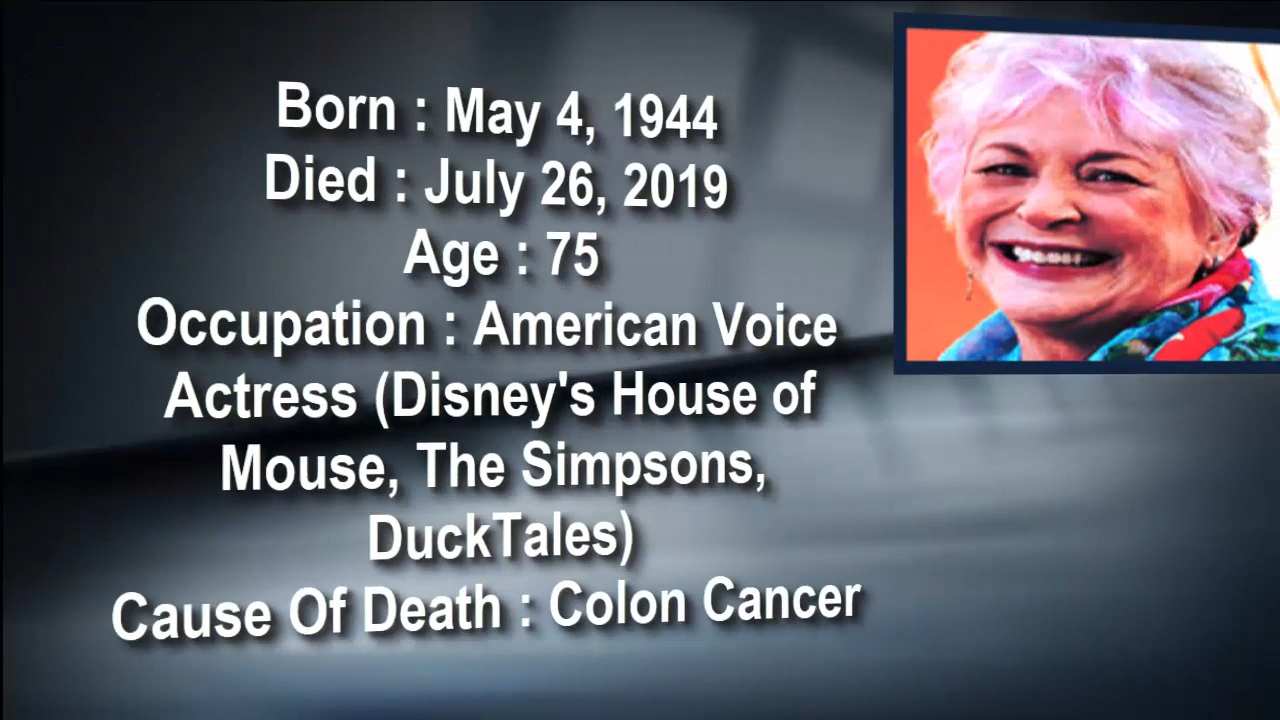 Born : May 4, 1944
Died : July 26, 2019
Age : 75
Occupation : American Voice
Actress (Disney's House of
Mouse, The Simpsons,
DuckTales)
Cause Of Death : Colon Cancer